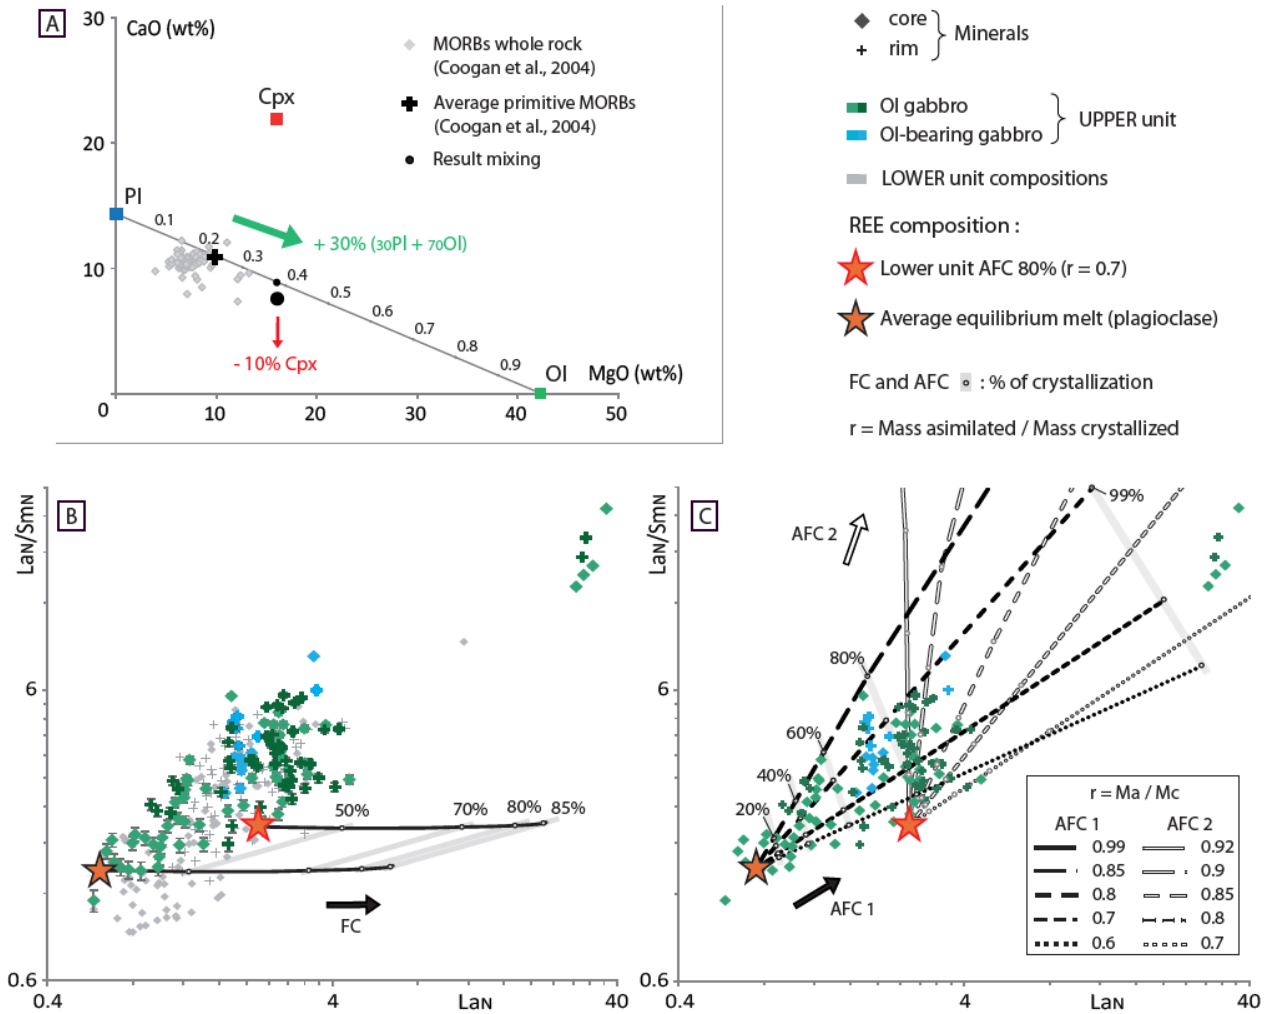 A
30
CaO (wt%)
MORBs whole rock
(Coogan et al., 2004)
Cpx
Average primitive MORBs
(Coogan et al., 2004)
20
Result mixing
Pl
0.1
0.2
+ 30% (30Pl + 70Ol)
0.3
10
0.4
0.5
0.6
0.7
0.8
- 10% Cpx
0.9
Ol
MgO (wt%)
0
10
20
30
40
50
core
rim
Minerals
Ol gabbro
Ol-bearing gabbro
UPPER unit
LOWER unit compositions
REE composition :
Lower unit AFC 80% (r = 0.7)
Average equilibrium melt (plagioclase)
FC and AFC : % of crystallization
r = Mass asimilated / Mass crystallized
LaN/SmN
B
6
50%
70%
80%
85%
FC
0.6
0.4
4
LaN
40
LaN/SmN
C
AFC 2
99%
80%
6
60%
40%
20%
AFC 1
r = Ma / Mc
AFC 1 AFC 2
0.99 0.92
0.85 0.9
0.8 0.85
0.7 0.8
0.6 0.7
0.6
0.4
4
LaN
40